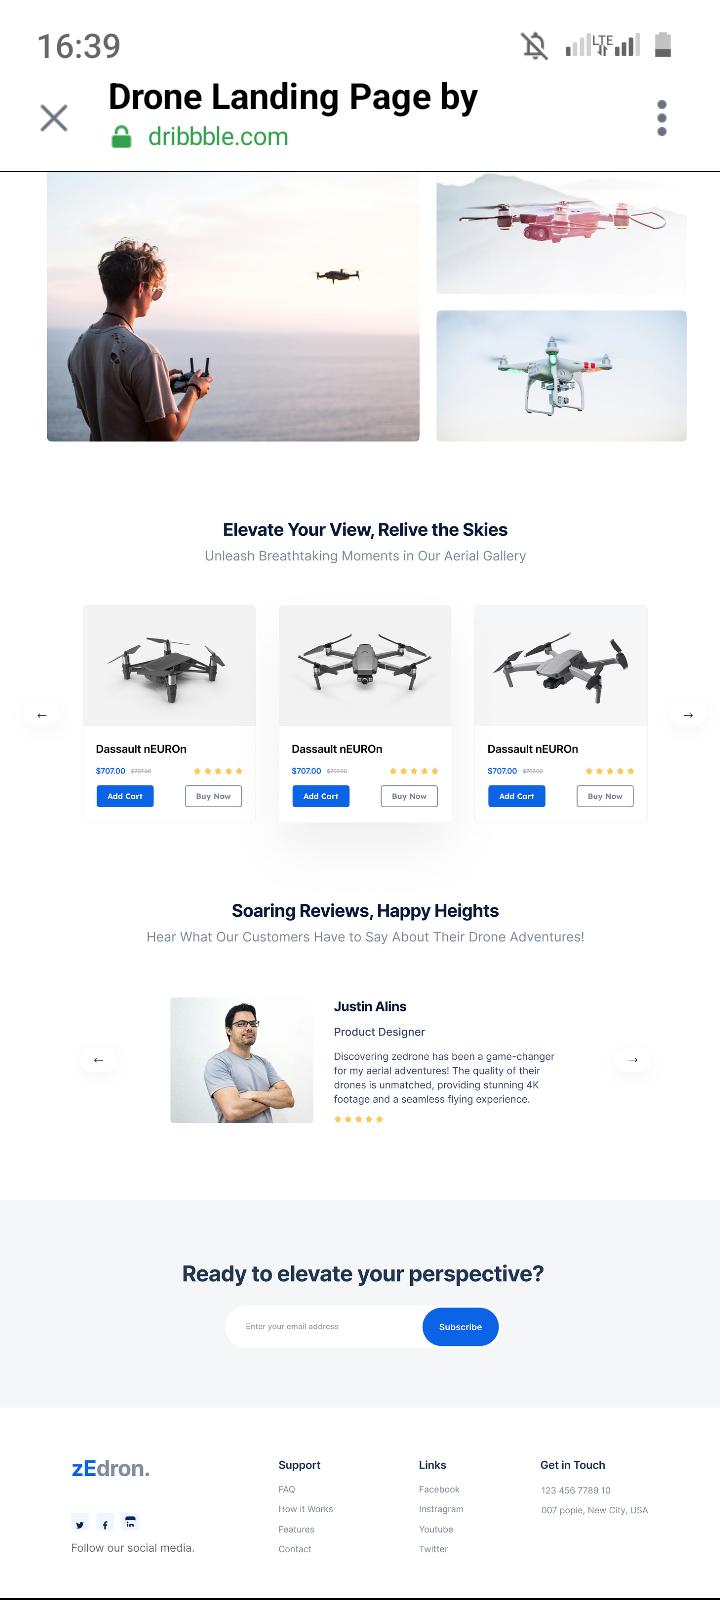 16:39
LTE
Drone Landing Page by
dribbble.com
Elevate Your View, Relive the Skies
Unleash Breathtaking Moments in Our Aerial Gallery
←
→
Dassault nEUROn
Dassault nEUROn
Dassault nEUROn
$707.00 $707.00
$707.00 $707.00
$707.00 $707.00
Add Cart Buy Now
Add Cart Buy Now
Add Cart Buy Now
Soaring Reviews, Happy Heights
Hear What Our Customers Have to Say About Their Drone Adventures!
Justin Alins
Product Designer
←
→
Discovering zedrone has been a game-changer
for my aerial adventures! The quality of their
drones is unmatched, providing stunning 4K
footage and a seamless flying experience.
Ready to elevate your perspective?
Enter your email address
Subscribe
zEdron.
Follow our social media.
Support
FAQ
How it Works
Features
Contact
Links
Facebook
Instragram
Youtube
Twitter
Get in Touch
123 456 7789 10
007 popie, New City, USA